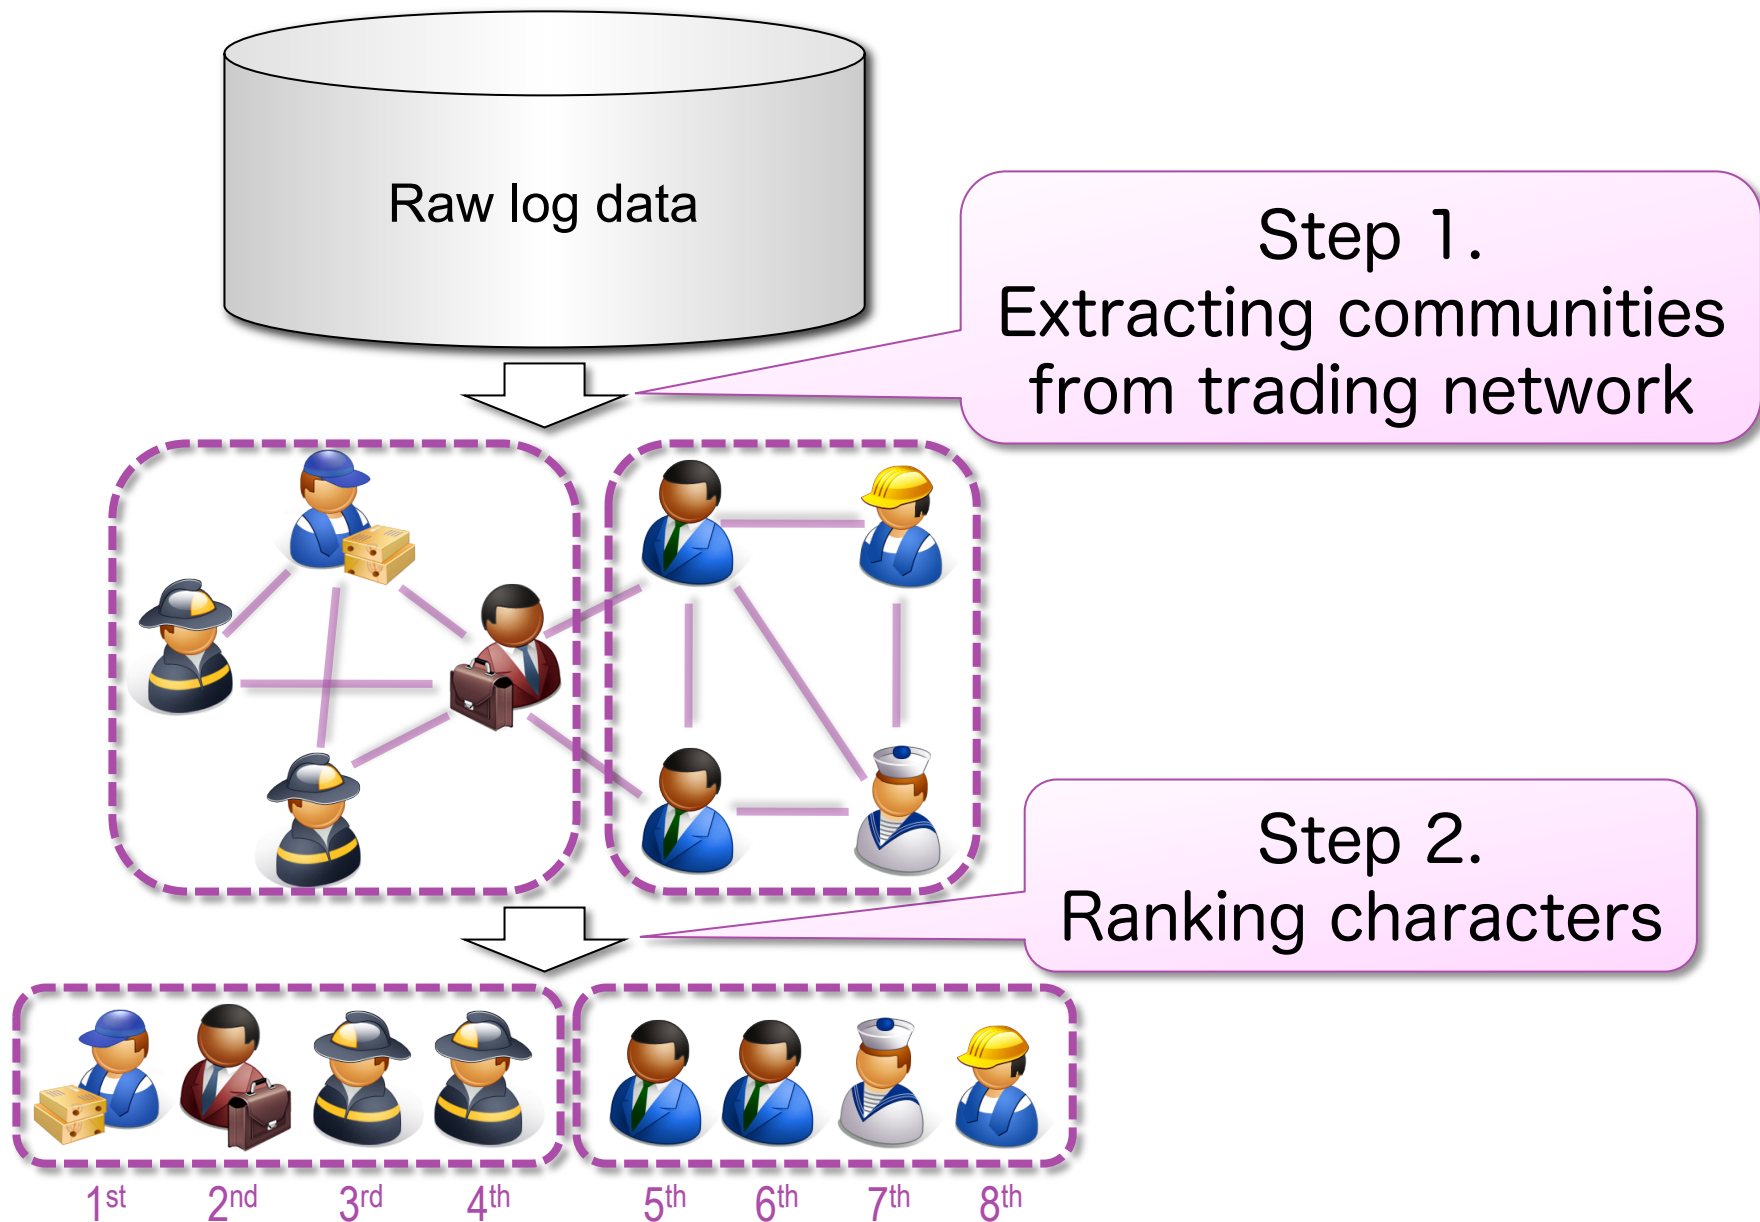 Raw log data
Step 1.
Extracting communities
from trading network
Step 2.
Ranking characters
1st 2nd 3rd 4th 5th 6th 7th 8th